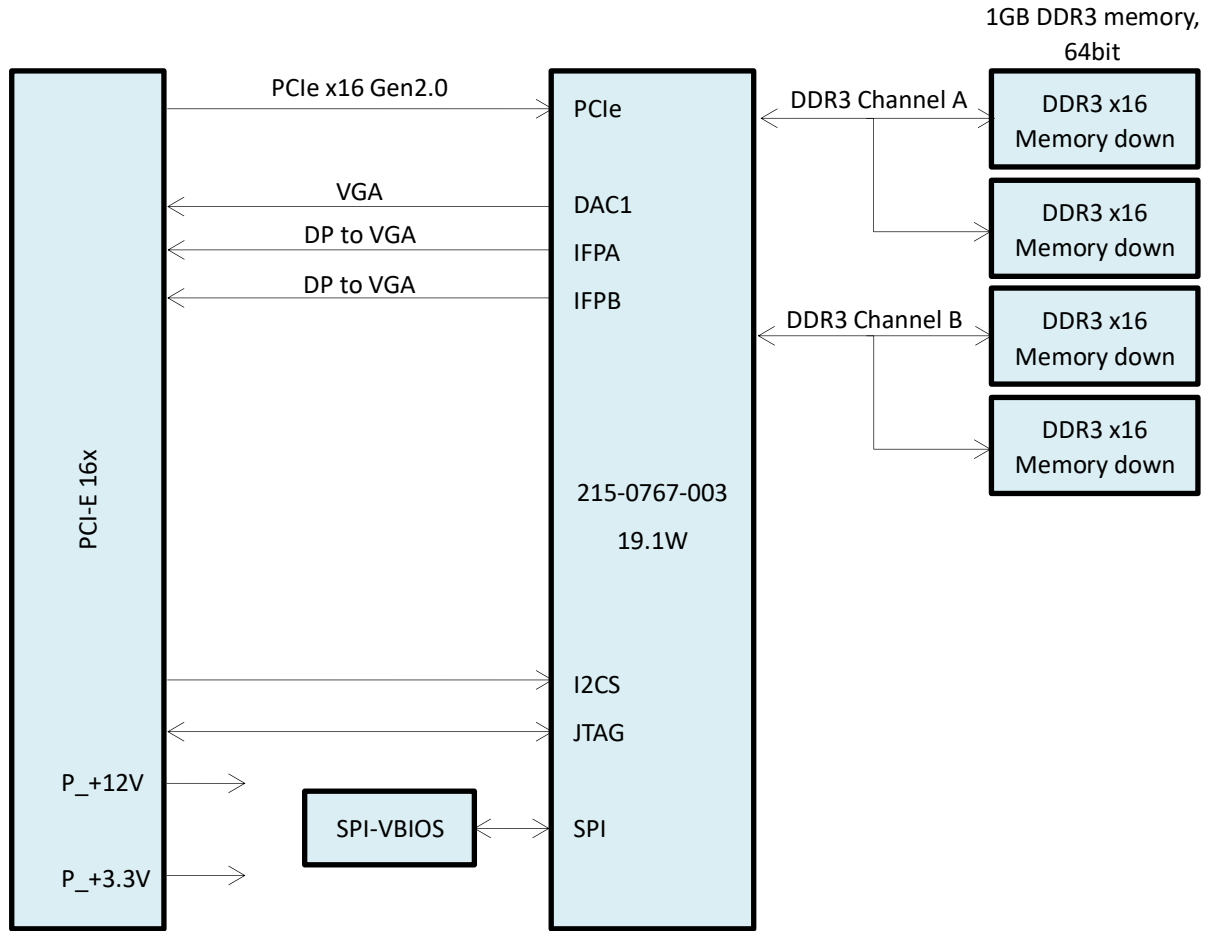 1GB DDR3 memory,
64bit
PCIe x16 Gen2.0
PCIe
DDR3 Channel A
DDR3 x16
Memory down
VGA
DAC1
DP to VGA
IFPA
DDR3 x16
Memory down
DP to VGA
IFPB
DDR3 Channel B
DDR3 x16
Memory down
DDR3 x16
Memory down
PCI-E 16x
215-0767-003
19.1W
I2CS
JTAG
P_+12V
SPI-VBIOS
SPI
P_+3.3V